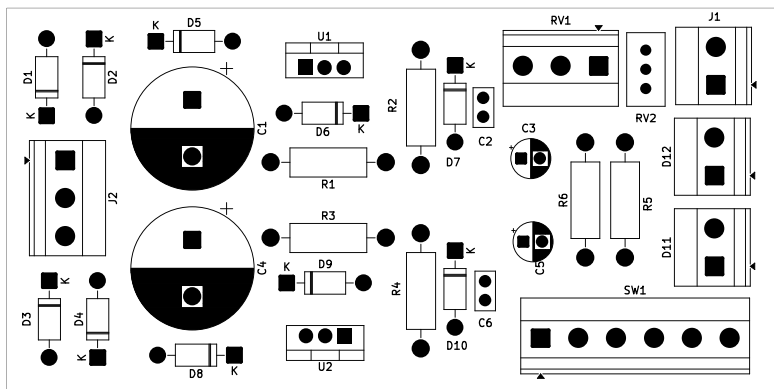 K
D5
U1
RV1
J1
K
D1
D2
K
R2
K
RV2
D6
K
C1
C2
D7
C3
D12
R1
J2
R6
R5
R3
D11
K
K
C4
D9
K
K
R4
C5
SW1
D3
D4
C6
D10
K
D8
K
U2